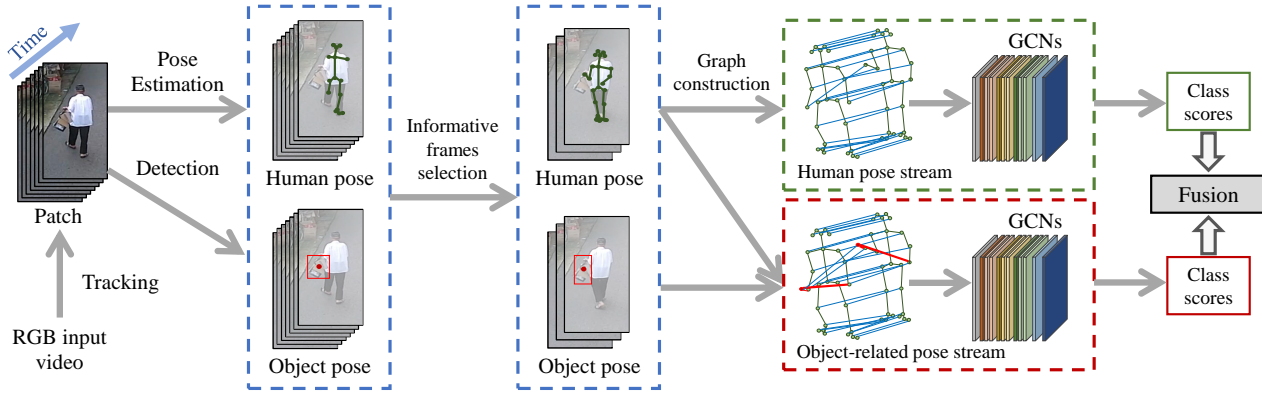 Time
Patch
Tracking
RGB input
video
Pose
Estimation
Detection
Human pose
Object pose
Informative
frames
selection
Human pose
Object pose
Graph
construction
GCNs
Human pose stream
GCNs
Object-related pose stream
Class
scores
Fusion
Class
scores